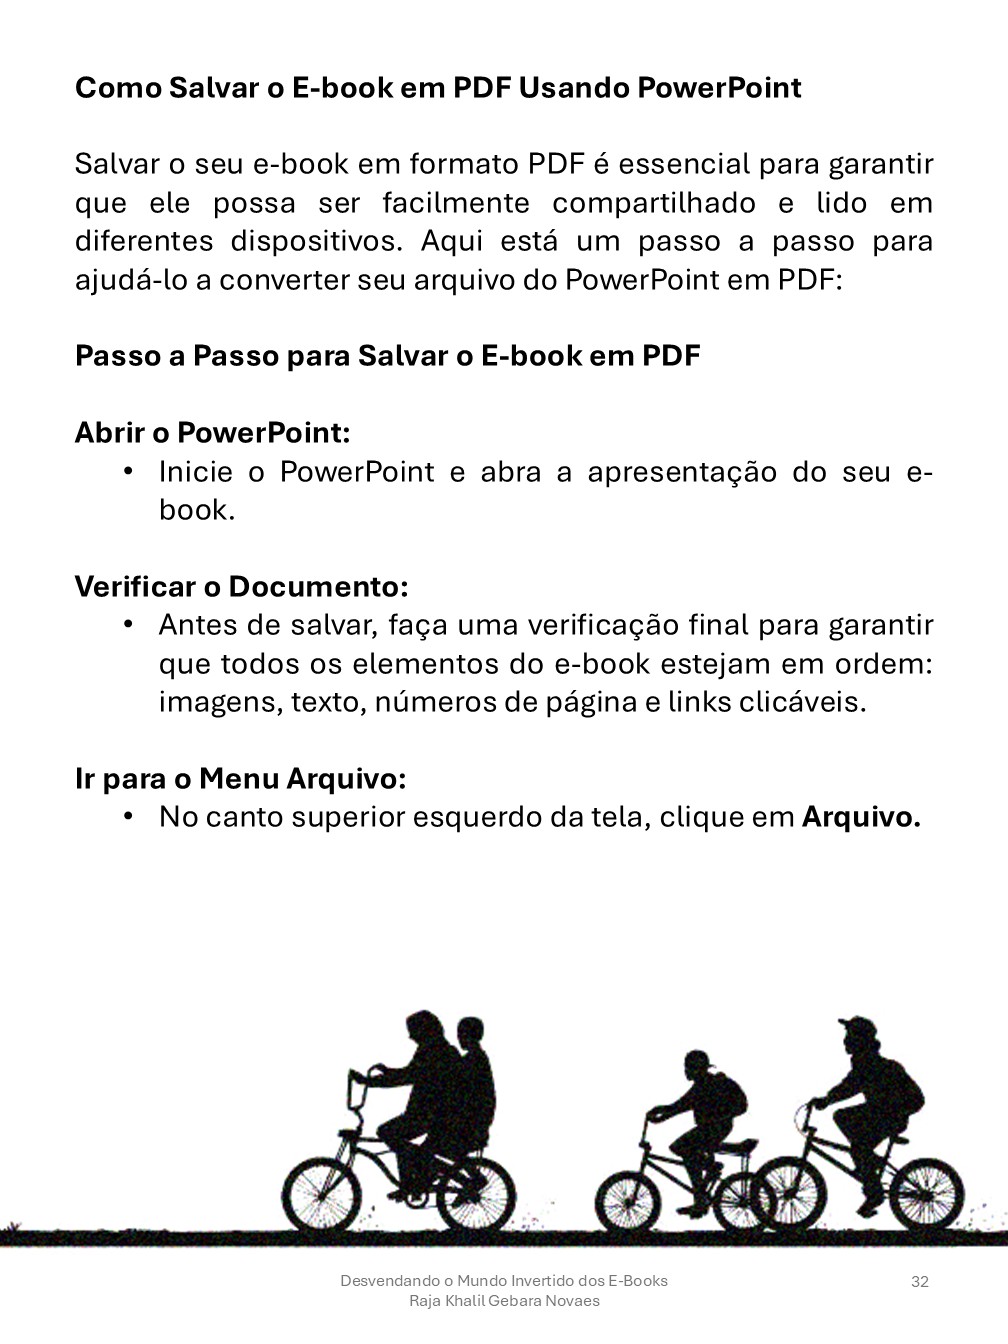 Como Salvar o E-book em PDF Usando PowerPoint
Salvar o seu e-book em formato PDF é essencial para garantir
que ele possa ser facilmente compartilhado e lido em
diferentes dispositivos. Aqui está um passo a passo para
ajudá-lo a converter seu arquivo do PowerPoint em PDF:
Passo a Passo para Salvar o E-book em PDF
Abrir o PowerPoint:
• Inicie o PowerPoint e abra a apresentação do seu e-
book.
Verificar o Documento:
• Antes de salvar, faça uma verificação final para garantir
que todos os elementos do e-book estejam em ordem:
imagens, texto, números de página e links clicáveis.
Ir para o Menu Arquivo:
• No canto superior esquerdo da tela, clique em Arquivo.
Desvendando o Mundo Invertido dos E-Books
Raja Khalil Gebara Novaes
32